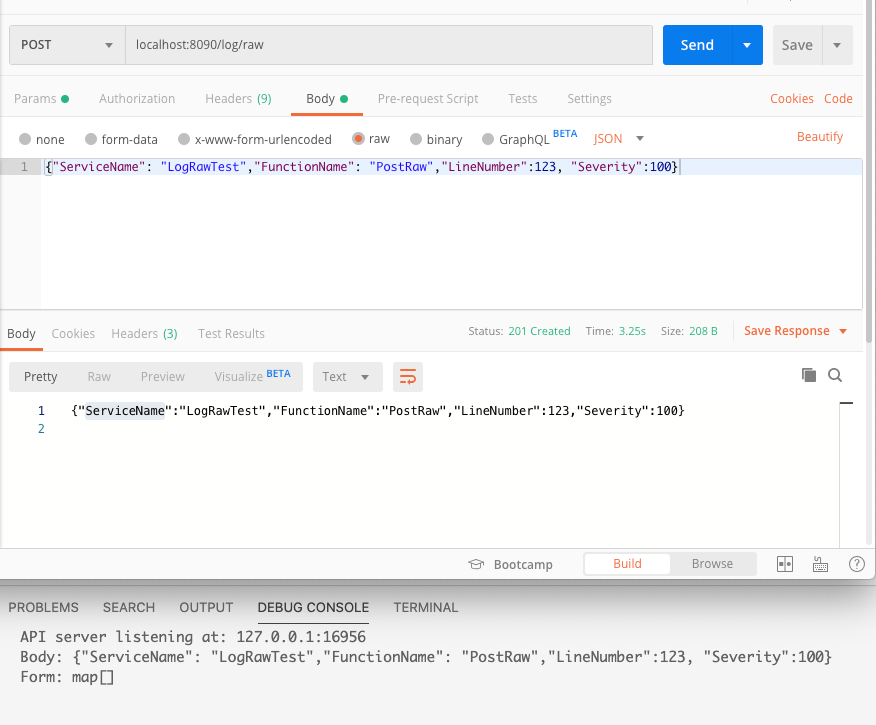 POST localhost:8090/log/raw Send Save
Params Authorization Headers (9) Body Pre-request Script Tests Settings Cookies Code
none form-data x-www-form-urlencoded raw binary GraphQL BETA JSON Beautify
1 {"ServiceName": "LogRawTest","FunctionName": "PostRaw","LineNumber":123, "Severity":100}
Body Cookies Headers (3) Test Results Status: 201 Created Time: 3.25s Size: 208 B Save Response
Pretty Raw Preview Visualize BETA Text
1 {"ServiceName":"LogRawTest","FunctionName":"PostRaw","LineNumber":123,"Severity":100}
2
Bootcamp Build Browse ?
PROBLEMS SEARCH OUTPUT DEBUG CONSOLE TERMINAL
API server listening at: 127.0.0.1:16956
Body: {"ServiceName": "LogRawTest","FunctionName": "PostRaw","LineNumber":123, "Severity":100}
Form: map[]